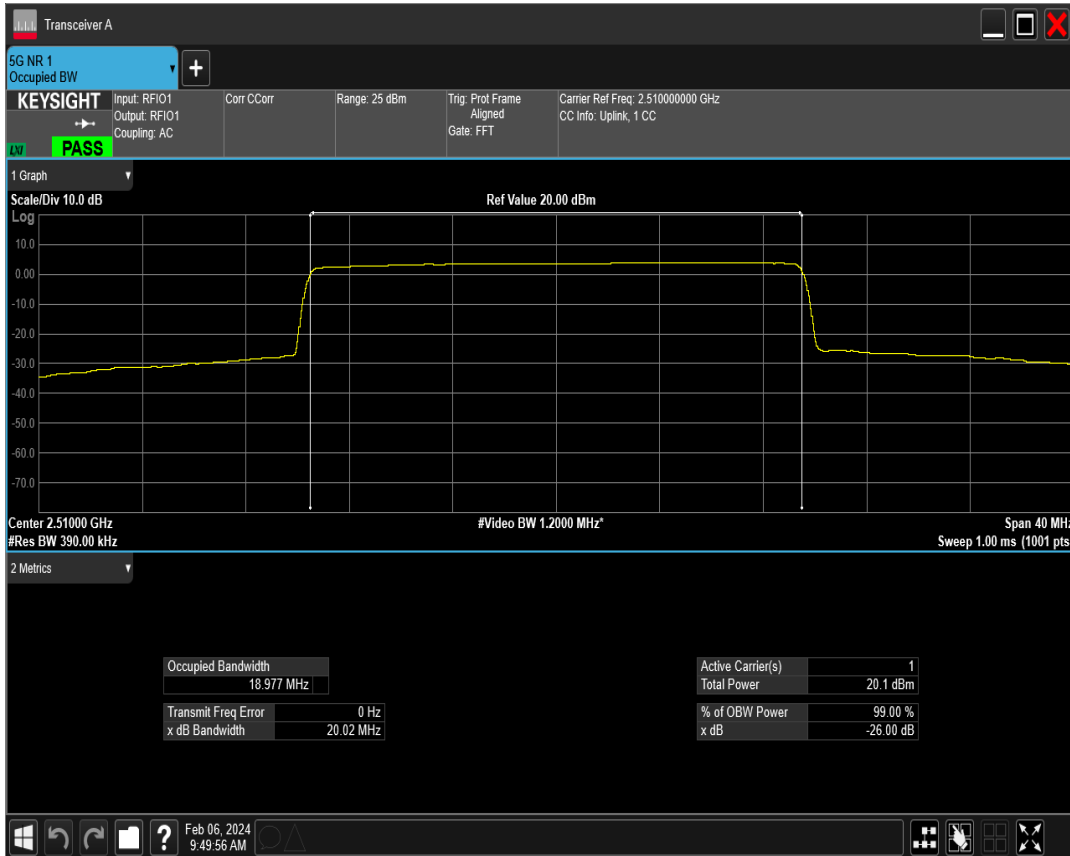 Transceiver A
5G NR 1
Occupied BW
KEYSIGHT
LXI
PASS
Input: RFIO1
Output: RFIO1
Coupling: AC
Corr CCorr
Range: 25 dBm
Trig: Prot Frame
Aligned
Gate: FFT
Carrier Ref Freq: 2.510000000 GHz
CC Info: Uplink, 1 CC
1 Graph
Scale/Div 10.0 dB
Ref Value 20.00 dBm
Log
10.0
0.00
-10.0
-20.0
-30.0
-40.0
-50.0
-60.0
-70.0
Center 2.51000 GHz
#Video BW 1.2000 MHz*
Span 40 MHz
#Res BW 390.00 kHz
Sweep 1.00 ms (1001 pts
2 Metrics
Occupied Bandwidth
18.977 MHz
Transmit Freq Error 0 Hz
x dB Bandwidth 20.02 MHz
Active Carrier(s) 1
Total Power 20.1 dBm
% of OBW Power 99.00 %
x dB -26.00 dB
?
Feb 06, 2024
9:49:56 AM